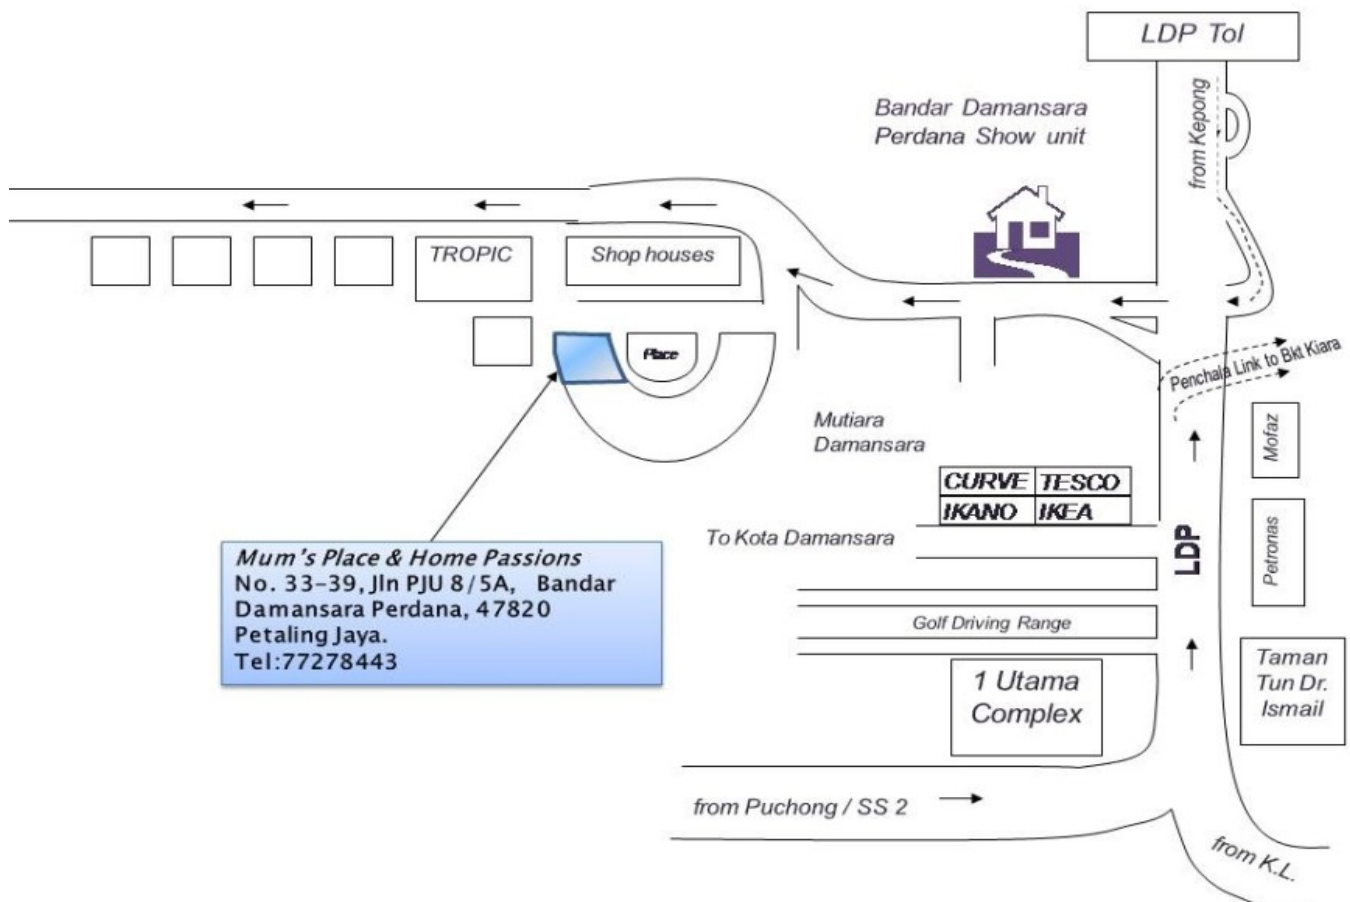 LDP Tol
Bandar Damansara
Perdana Show unit
from Kepong
TROPIC
Shop houses
Place
Penchala Link to Bkt Kiara
Mutiara
Damansara
Mofaz
CURVE TESCO
IKANO IKEA
To Kota Damansara
LDP
Petronas
Mum's Place & Home Passions
No. 33-39, Jln PJU 8/5A, Bandar
Damansara Perdana, 47820
Petaling Jaya.
Tel:77278443
Golf Driving Range
1 Utama
Complex
Taman
Tun Dr.
Ismail
from Puchong / SS 2
from K.L.